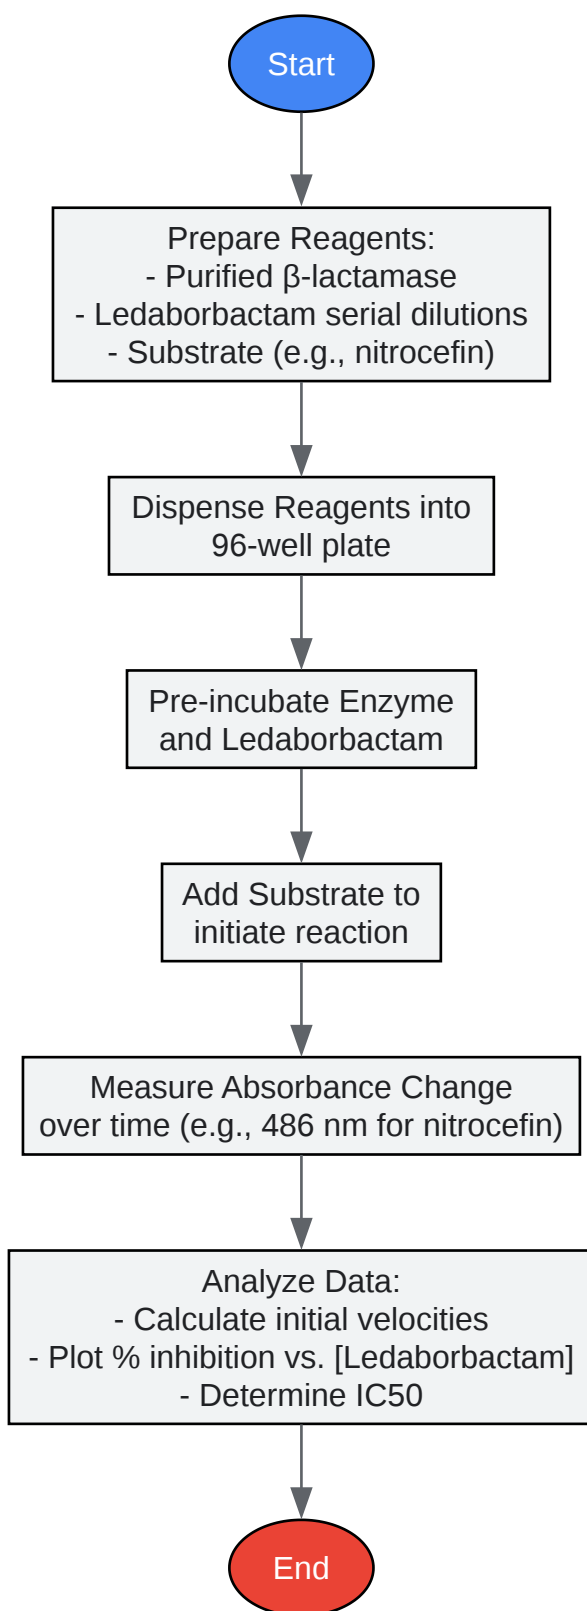 Start
Prepare Reagents:
- Purified β-lactamase
- Ledaborbactam serial dilutions
- Substrate (e.g., nitrocefin)
Dispense Reagents into
96-well plate
Pre-incubate Enzyme
and Ledaborbactam
Add Substrate to
initiate reaction
Measure Absorbance Change
over time (e.g., 486 nm for nitrocefin)
Analyze Data:
- Calculate initial velocities
- Plot % inhibition vs. [Ledaborbactam]
- Determine IC50
End